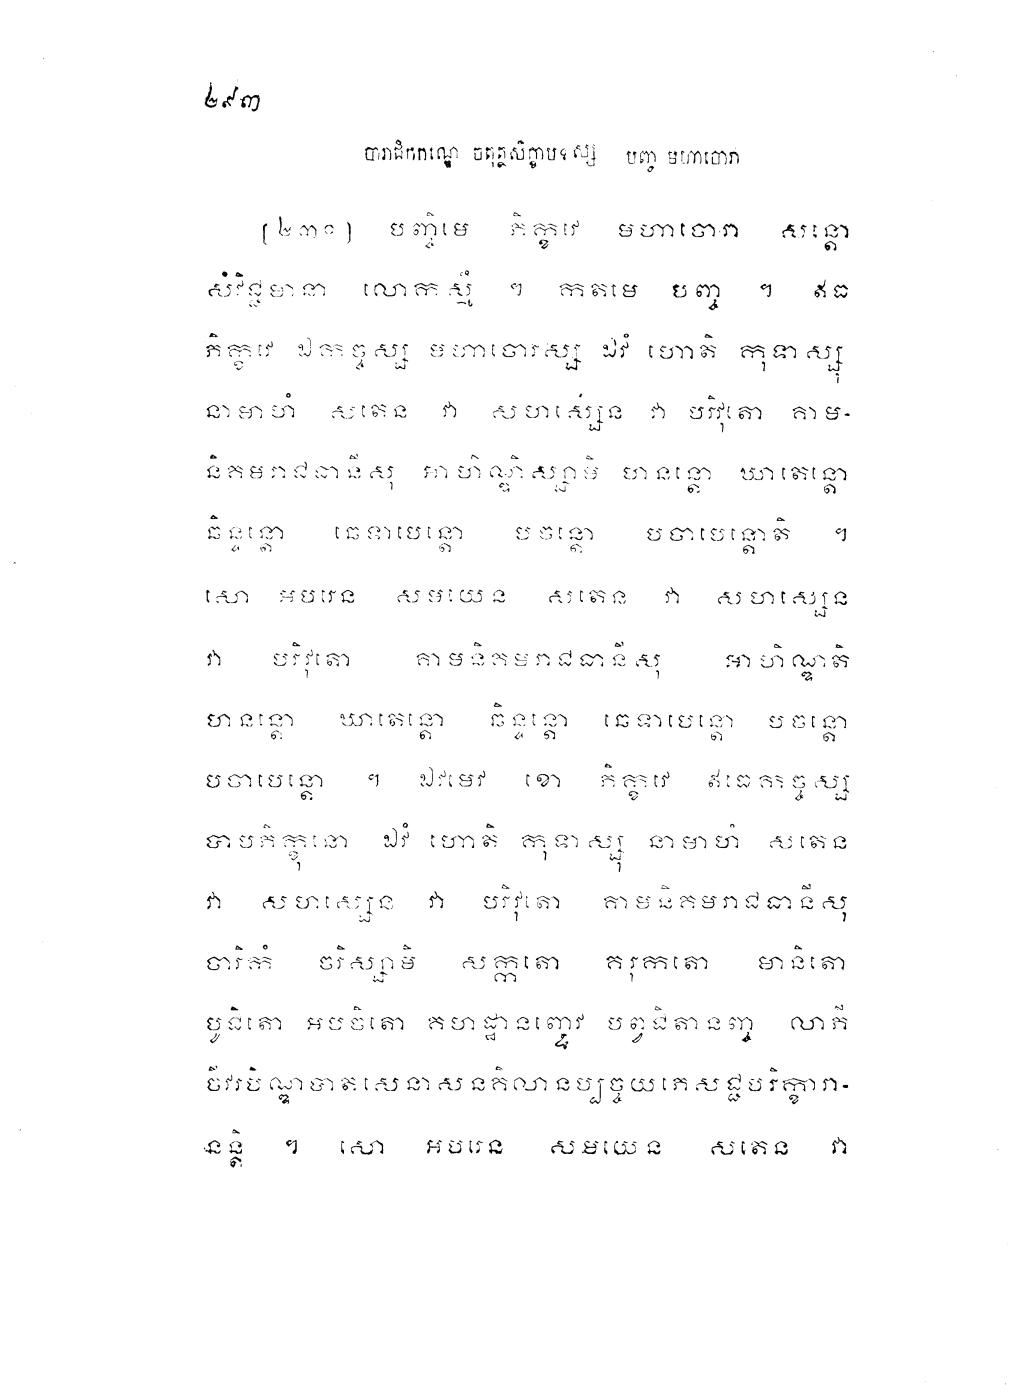 ២៩៣
បារាជិកកណ្ឌេ ចតុត្ថសិក្ខាបទស្ស បញ្ច មហាចោរា
[២៣០] បញ្ចិមេ ភិក្ខវេ មហាចោរា សន្តោ
សំវិជ្ជមានា លោកស្មឹ ។ កតមេ បញ្ច ។ ឥធ
ភិក្ខវេ ឯកច្ចស្ស មហាចោរស្ស ឯវំ ហោតិ កុទាស្សុ
នាមាហំ សតេន វា សហស្សេន វា បរិវុតោ គាម-
និគមរាជធានីសុ អាហិណ្ឌិស្សាមិ ហនន្តោ ឃាតេន្តោ
ឆិន្ទន្តោ ឆេទាបេន្តោ បចន្តោ បចាបេន្តោតិ ។
សោ អបរេន សមយេន សតេន វា សហស្សេន
វា បរិវុតោ គាមនិគមរាជធានីសុ អាហិណ្ឌតិ
ហនន្តោ ឃាតេន្តោ ឆិន្ទន្តោ ឆេទាបេន្តោ បចន្តោ
បចាបេន្តោ ។ ឯវមេវ ខោ ភិក្ខវេ ឥធេកច្ចស្ស
បាបភិក្ខុនោ ឯវំ ហោតិ កុទាស្សុ នាមាហំ សតេន
វា សហស្សេន វា បរិវុតោ គាមនិគមរាជធានីសុ
ចារិកំ ចរិស្សាមិ សក្កតោ គរុកតោ មានិតោ
បូជិតោ អបចិតោ គហដ្ឋានញ្ចេវ បព្វជិតានញ្ច លាភី
ចីវរបិណ្ឌបាតសេនាសនគិលានប្បច្ចយភេសជ្ជបរិក្ខារា-
នន្តិ ។ សោ អបរេន សមយេន សតេន វា